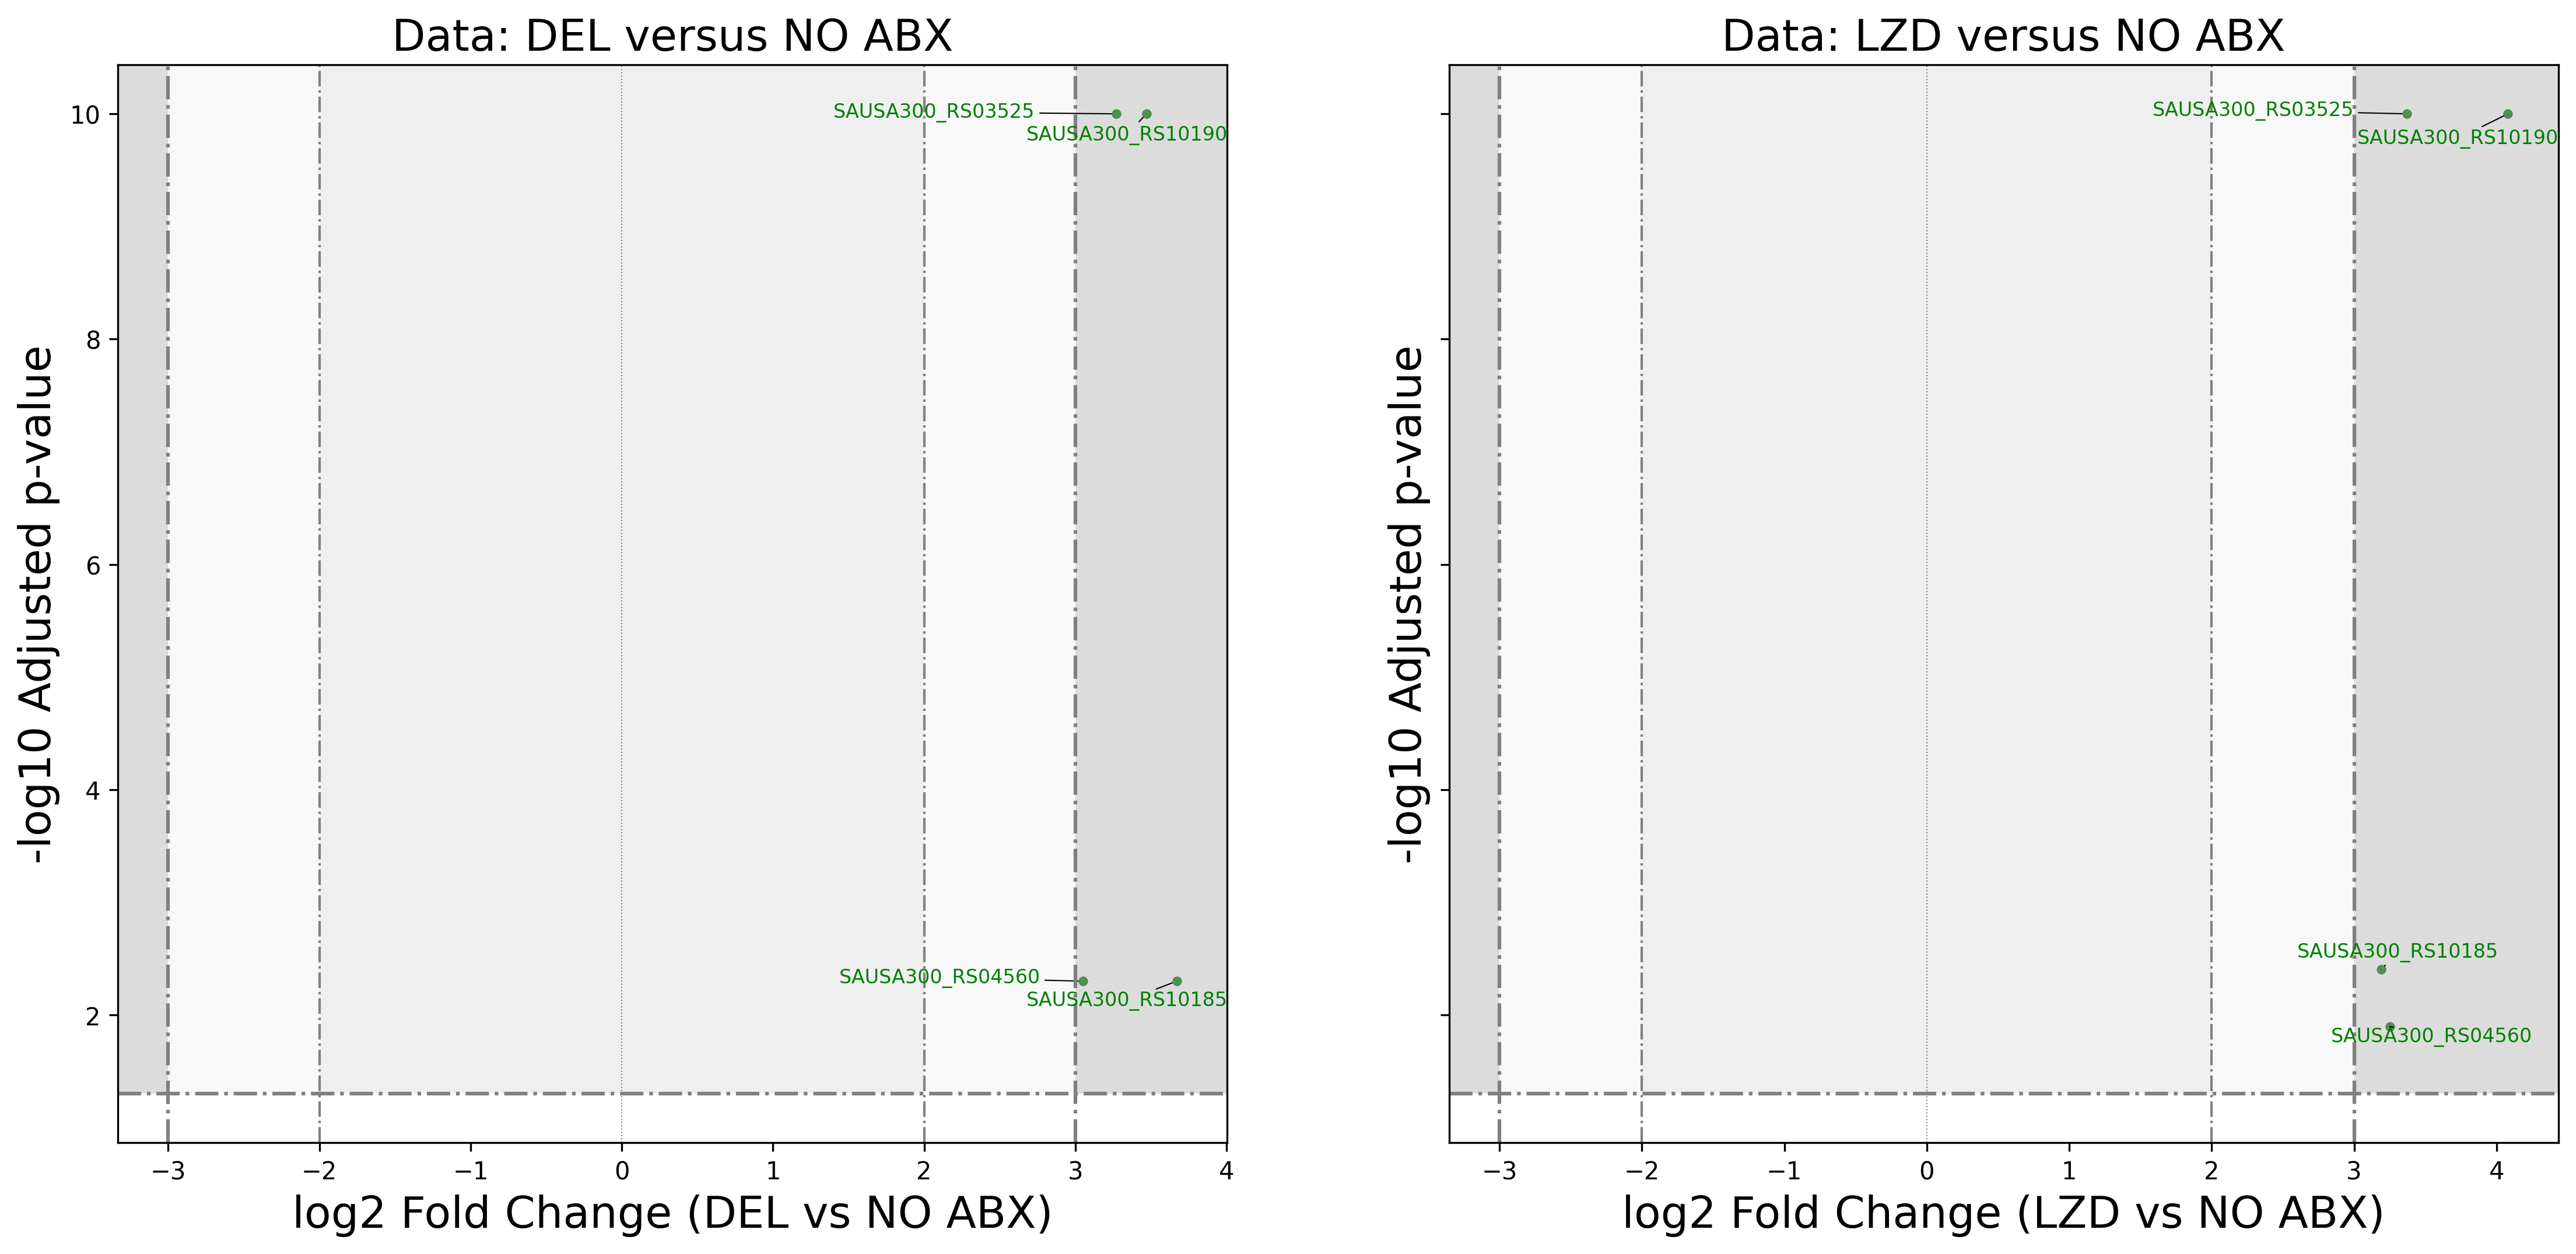 Data: DEL versus NO ABX
-log10 Adjusted p-value
10
8
6
4
2
SAUSA300_RS03525
SAUSA300_RS10190
SAUSA300_RS04560
SAUSA300_RS10185
−3 −2 −1 0 1 2 3 4
log2 Fold Change (DEL vs NO ABX)
Data: LZD versus NO ABX
-log10 Adjusted p-value
SAUSA300_RS03525
SAUSA300_RS10190
SAUSA300_RS10185
SAUSA300_RS04560
−3 −2 −1 0 1 2 3 4
log2 Fold Change (LZD vs NO ABX)